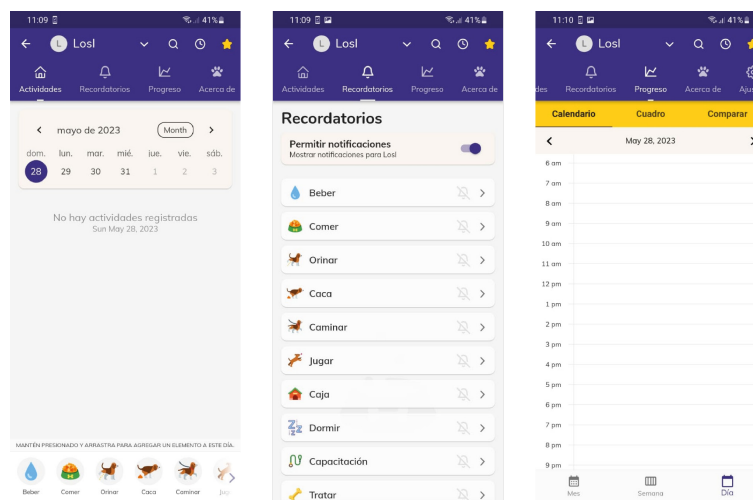 11:09 41%
Losl
Actividades Recordatorios Progreso Acerca de
mayo de 2023 Month
dom. lun. mar. mié. jue. vie. sáb.
28 29 30 31 1 2 3
No hay actividades registradas
Sun May 28, 2023
MANTÉN PRESIONADO Y ARRASTRA PARA AGREGAR UN ELEMENTO A ESTE DÍA.
Beber Comer Orinar Caca Caminar Jug
11:09 41%
Losl
Actividades Recordatorios Progreso Acerca de
Recordatorios
Permitir notificaciones
Mostrar notificaciones para Losl
Beber
Comer
Orinar
Caca
Caminar
Jugar
Caja
Dormir
Capacitación
Tratar
11:10 41%
Losl
des Recordatorios Progreso Acerca de Aju
Calendario Cuadro Comparar
May 28, 2023
6 am
7 am
8 am
9 am
10 am
11 am
12 pm
1 pm
2 pm
3 pm
4 pm
5 pm
6 pm
7 pm
8 pm
9 pm
Mes Semana Día